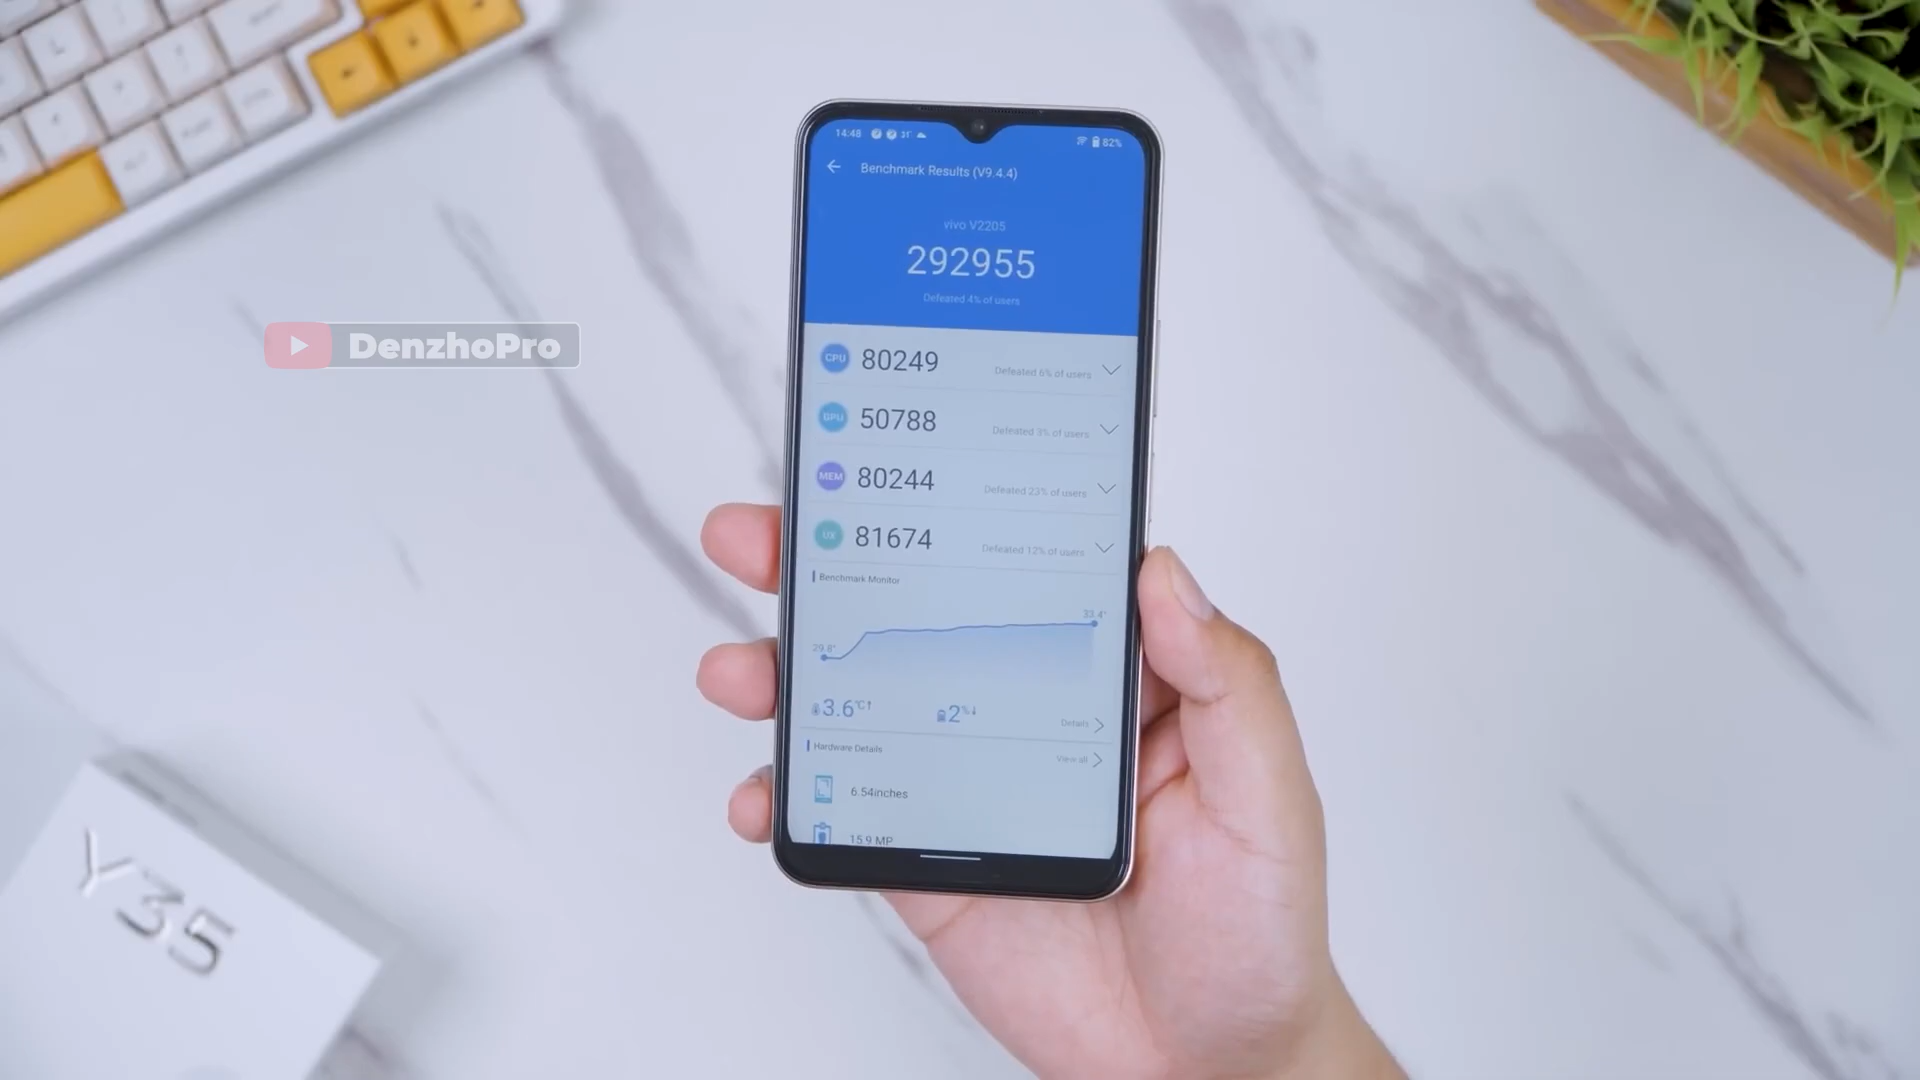 14:48 31° 82%
Benchmark Results (V9.4.4)
vivo V2205
292955
Defeated 4% of users
CPU 80249 Defeated 6% of users
GPU 50788 Defeated 3% of users
MEM 80244 Defeated 23% of users
UX 81674 Defeated 12% of users
Benchmark Monitor
33.4°
29.8°
3.6°C↑ 2%↓ Details
Hardware Details
View all
6.54inches
15.9 MP
DenzhoPro
Y35